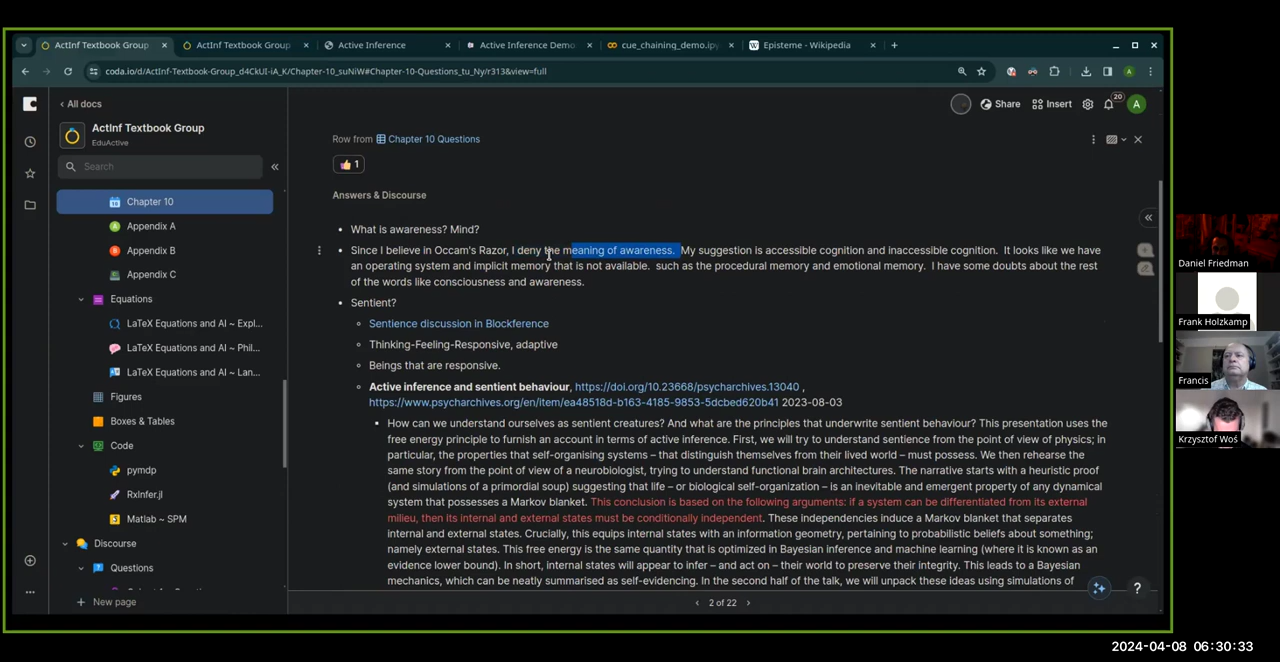 ActInf Textbook Group
ActInf Textbook Group
Active Inference
Active Inference Demo
cue_chaining_demo.ip
Episteme - Wikipedia
coda.io/d/ActInf-Textbook-Group_d4CkUI-iA_K/Chapter-10_suNiW#Chapter-10-Questions_tu_Ny/r313&view=full
A
All docs
Share
Insert
20
A
ActInf Textbook Group
EduActive
Search
Chapter 10
Appendix A
Appendix B
Appendix C
Equations
LaTeX Equations and AI ~ Expl...
LaTeX Equations and AI ~ Phil...
LaTeX Equations and AI ~ Lan...
Figures
Boxes & Tables
Code
pymdp
RxInfer.jl
Matlab ~ SPM
Discourse
Questions
New page
Row from Chapter 10 Questions
👍 1
Answers & Discourse
What is awareness? Mind?
Since I believe in Occam's Razor, I deny the meaning of awareness. My suggestion is accessible cognition and inaccessible cognition. It looks like we have
an operating system and implicit memory that is not available. such as the procedural memory and emotional memory. I have some doubts about the rest
of the words like consciousness and awareness.
Sentient?
Sentience discussion in Blockference
Thinking-Feeling-Responsive, adaptive
Beings that are responsive.
Active inference and sentient behaviour, https://doi.org/10.23668/psycharchives.13040 ,
https://www.psycharchives.org/en/item/ea48518d-b163-4185-9853-5dcbed620b41 2023-08-03
How can we understand ourselves as sentient creatures? And what are the principles that underwrite sentient behaviour? This presentation uses the
free energy principle to furnish an account in terms of active inference. First, we will try to understand sentience from the point of view of physics; in
particular, the properties that self-organising systems – that distinguish themselves from their lived world – must possess. We then rehearse the
same story from the point of view of a neurobiologist, trying to understand functional brain architectures. The narrative starts with a heuristic proof
(and simulations of a primordial soup) suggesting that life – or biological self-organization – is an inevitable and emergent property of any dynamical
system that possesses a Markov blanket. This conclusion is based on the following arguments: if a system can be differentiated from its external
milieu, then its internal and external states must be conditionally independent. These independencies induce a Markov blanket that separates
internal and external states. Crucially, this equips internal states with an information geometry, pertaining to probabilistic beliefs about something;
namely external states. This free energy is the same quantity that is optimized in Bayesian inference and machine learning (where it is known as an
evidence lower bound). In short, internal states will appear to infer – and act on – their world to preserve their integrity. This leads to a Bayesian
mechanics, which can be neatly summarised as self-evidencing. In the second half of the talk, we will unpack these ideas using simulations of
2 of 22
?
Daniel Friedman
Frank Holzkamp
Francis
Krzysztof Woś
2024-04-08 06:30:33